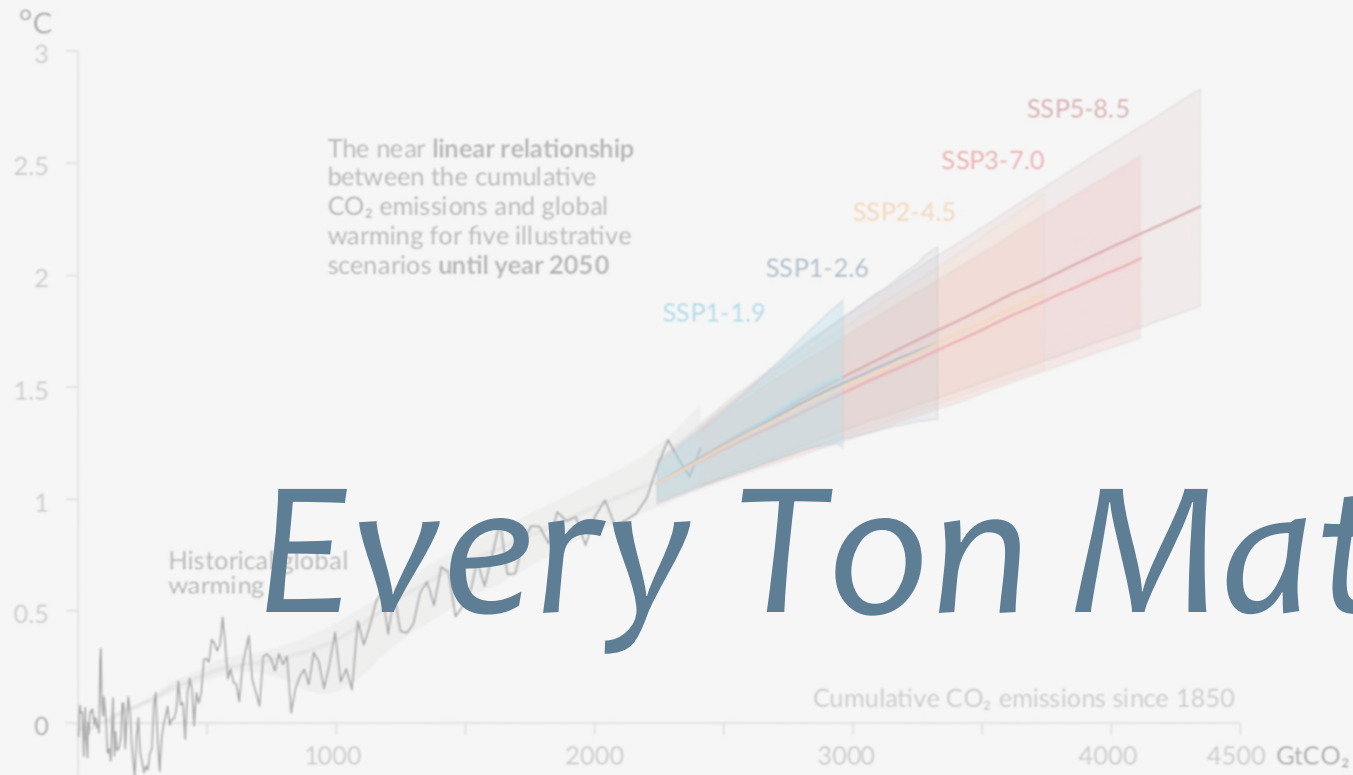 °C
3
The near linear relationship
between the cumulative
CO₂ emissions and global
warming for five illustrative
scenarios until year 2050
SSP5-8.5
SSP3-7.0
SSP2-4.5
SSP1-2.6
SSP1-1.9
2.5
2
1.5
1
Every Ton Mat
Historical global
warming
0.5
Cumulative CO₂ emissions since 1850
0
1000
2000
3000
4000
4500
GtCO₂